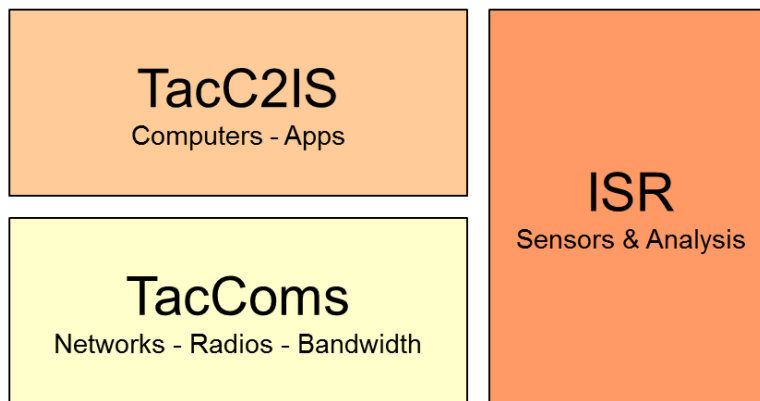 TacC2IS
Computers - Apps
TacComs
Networks - Radios - Bandwidth
ISR
Sensors & Analysis